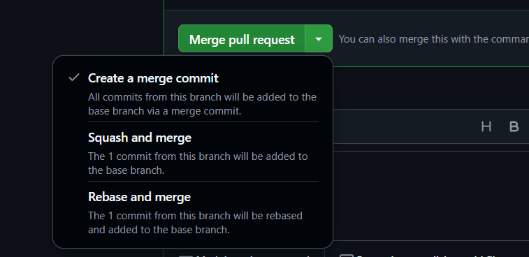 Merge pull request
You can also merge this with the comman
Create a merge commit
All commits from this branch will be added to the
base branch via a merge commit.
H B
Squash and merge
The 1 commit from this branch will be added to
the base branch.
Rebase and merge
The 1 commit from this branch will be rebased
and added to the base branch.